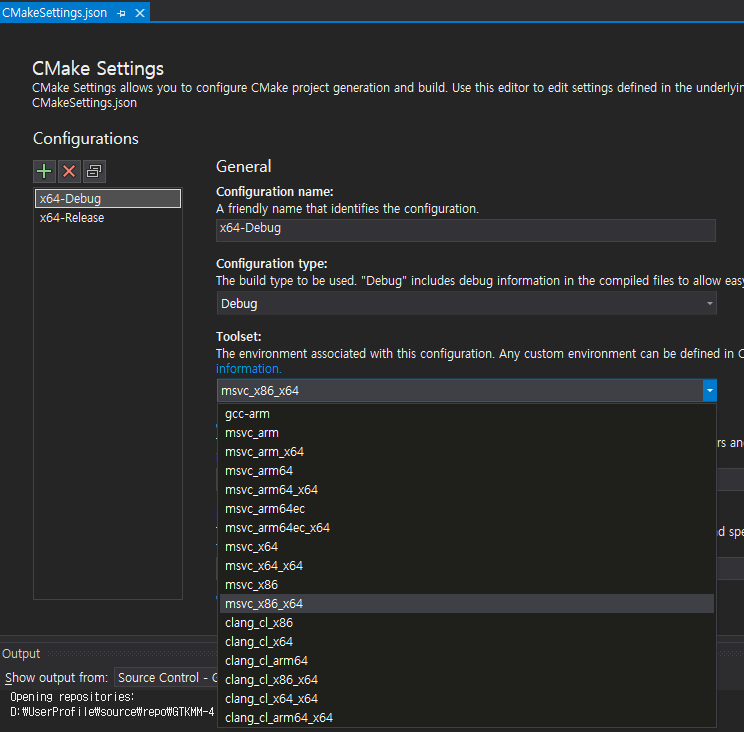 CMakeSettings.json
CMake Settings
CMake Settings allows you to configure CMake project generation and build. Use this editor to edit settings defined in the underlyin
CMakeSettings.json
Configurations
x64-Debug
x64-Release
General
Configuration name:
A friendly name that identifies the configuration.
x64-Debug
Configuration type:
The build type to be used. "Debug" includes debug information in the compiled files to allow easy
Debug
Toolset:
The environment associated with this configuration. Any custom environment can be defined in C
information.
msvc_x86_x64
gcc-arm
msvc_arm
msvc_arm_x64
msvc_arm64
msvc_arm64_x64
msvc_arm64ec
msvc_arm64ec_x64
msvc_x64
msvc_x64_x64
msvc_x86
msvc_x86_x64
clang_cl_x86
clang_cl_x64
clang_cl_arm64
clang_cl_x86_x64
clang_cl_x64_x64
clang_cl_arm64_x64
rs and
d spe
Output
Show output from: Source Control - G
Opening repositories:
D:₩UserProfile₩source₩repo₩GTKMM-4